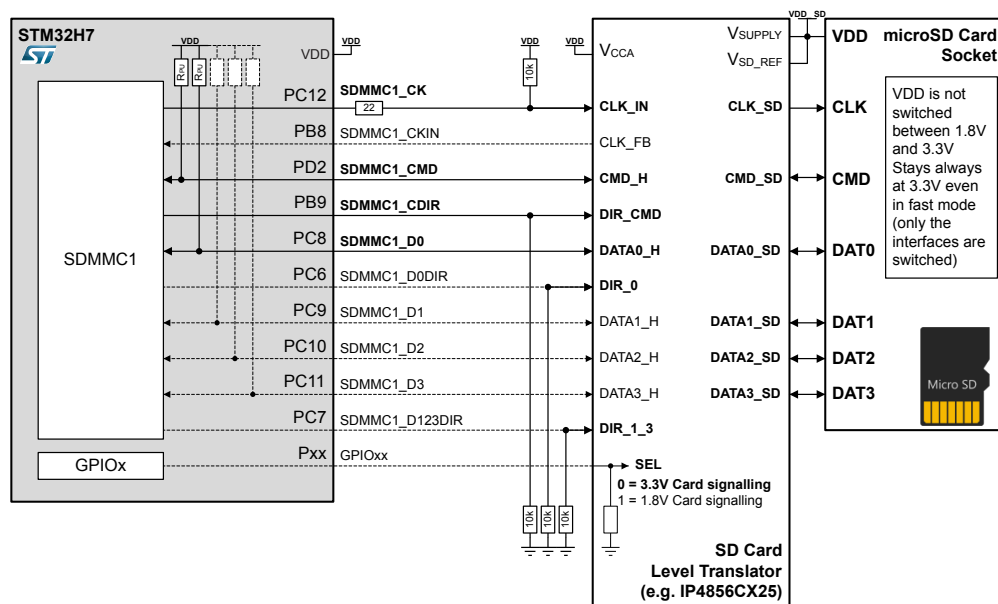 STM32H7
ST
VDD
RPU
RPU
VDD
VDD
VDD
SDMMC1
GPIOx
PC12
SDMMC1_CK
22
PB8
SDMMC1_CKIN
PD2
SDMMC1_CMD
PB9
SDMMC1_CDIR
PC8
SDMMC1_D0
PC6
SDMMC1_D0DIR
PC9
SDMMC1_D1
PC10
SDMMC1_D2
PC11
SDMMC1_D3
PC7
SDMMC1_D123DIR
Pxx
GPIOxx
VDD
10k
VDD
10k
10k
10k
VCCA
CLK_IN
CLK_FB
CMD_H
DIR_CMD
DATA0_H
DIR_0
DATA1_H
DATA2_H
DATA3_H
DIR_1_3
SEL
0 = 3.3V Card signalling
1 = 1.8V Card signalling
VSUPPLY
VSD_REF
CLK_SD
CMD_SD
DATA0_SD
DATA1_SD
DATA2_SD
DATA3_SD
SD Card
Level Translator
(e.g. IP4856CX25)
VDD_SD
VDD
microSD Card
Socket
CLK
CMD
DAT0
DAT1
DAT2
DAT3
VDD is not
switched
between 1.8V
and 3.3V
Stays always
at 3.3V even
in fast mode
(only the
interfaces are
switched)
Micro SD